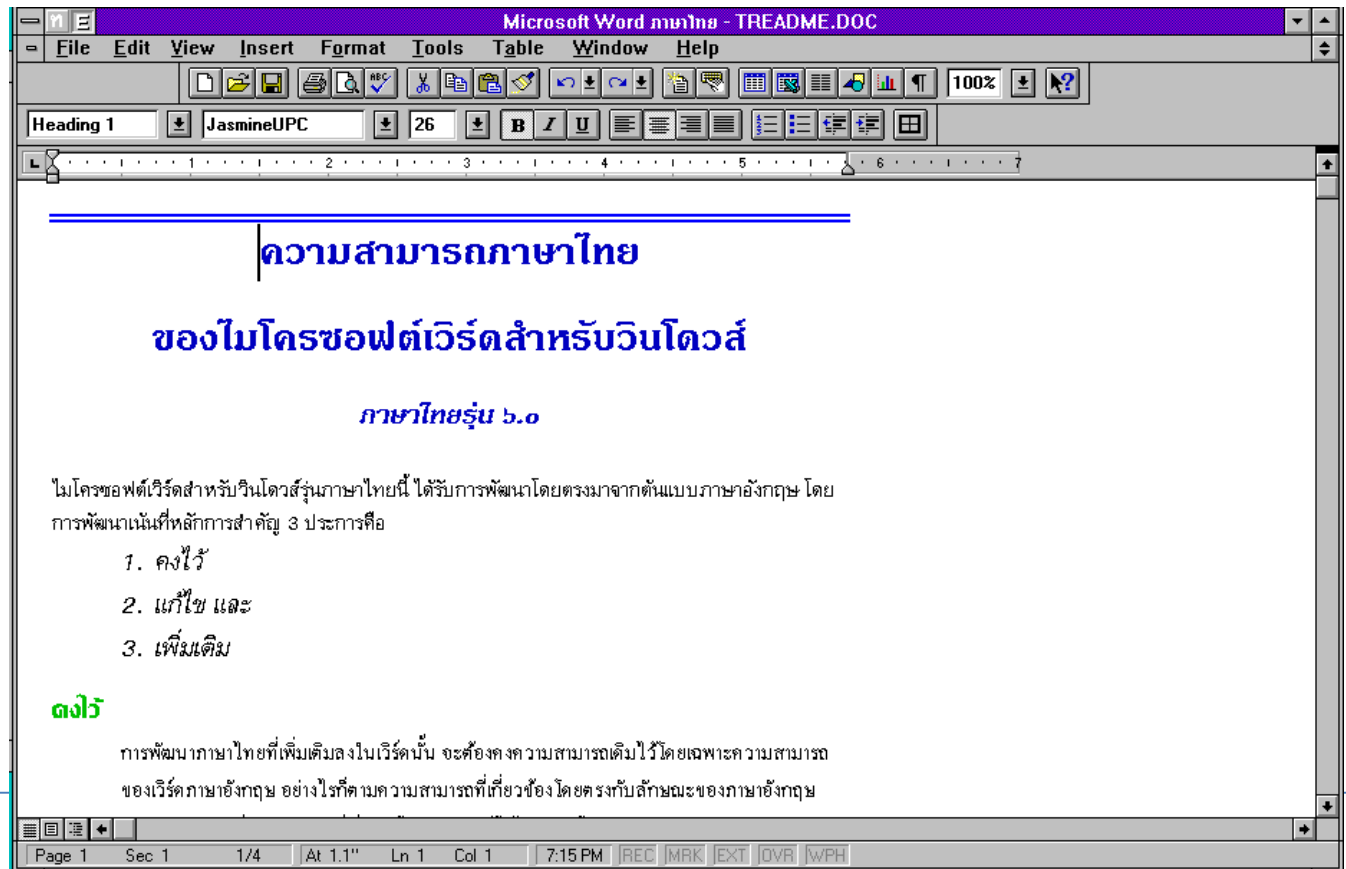 ท E Microsoft Word ภาษาไทย - TREADME.DOC
File Edit View Insert Format Tools Table Window Help
ABC 100% ?
Heading 1 JasmineUPC 26 B I U
1 2 3 4 5 6 7
ความสามารถภาษาไทย
ของไมโครซอฟต์เวิร์ดสำหรับวินโดวส์
ภาษาไทยรุ่น ๖.๐
ไมโครซอฟต์เวิร์ดสำหรับวินโดวส์รุ่นภาษาไทยนี้ ได้รับการพัฒนาโดยตรงมาจากต้นแบบภาษาอังกฤษ โดย
การพัฒนาเน้นที่หลักการสำคัญ 3 ประการคือ
1. คงไว้
2. แก้ไข และ
3. เพิ่มเติม
คงไว้
การพัฒนาภาษาไทยที่เพิ่มเติมลงในเวิร์ดนั้น จะต้องคงความสามารถเดิมไว้โดยเฉพาะความสามารถ
ของเวิร์ดภาษาอังกฤษ อย่างไรก็ตามความสามารถที่เกี่ยวข้องโดยตรงกับลักษณะของภาษาอังกฤษ
Page 1 Sec 1 1/4 At 1.1" Ln 1 Col 1 7:15 PM REC MRK EXT OVR WPH